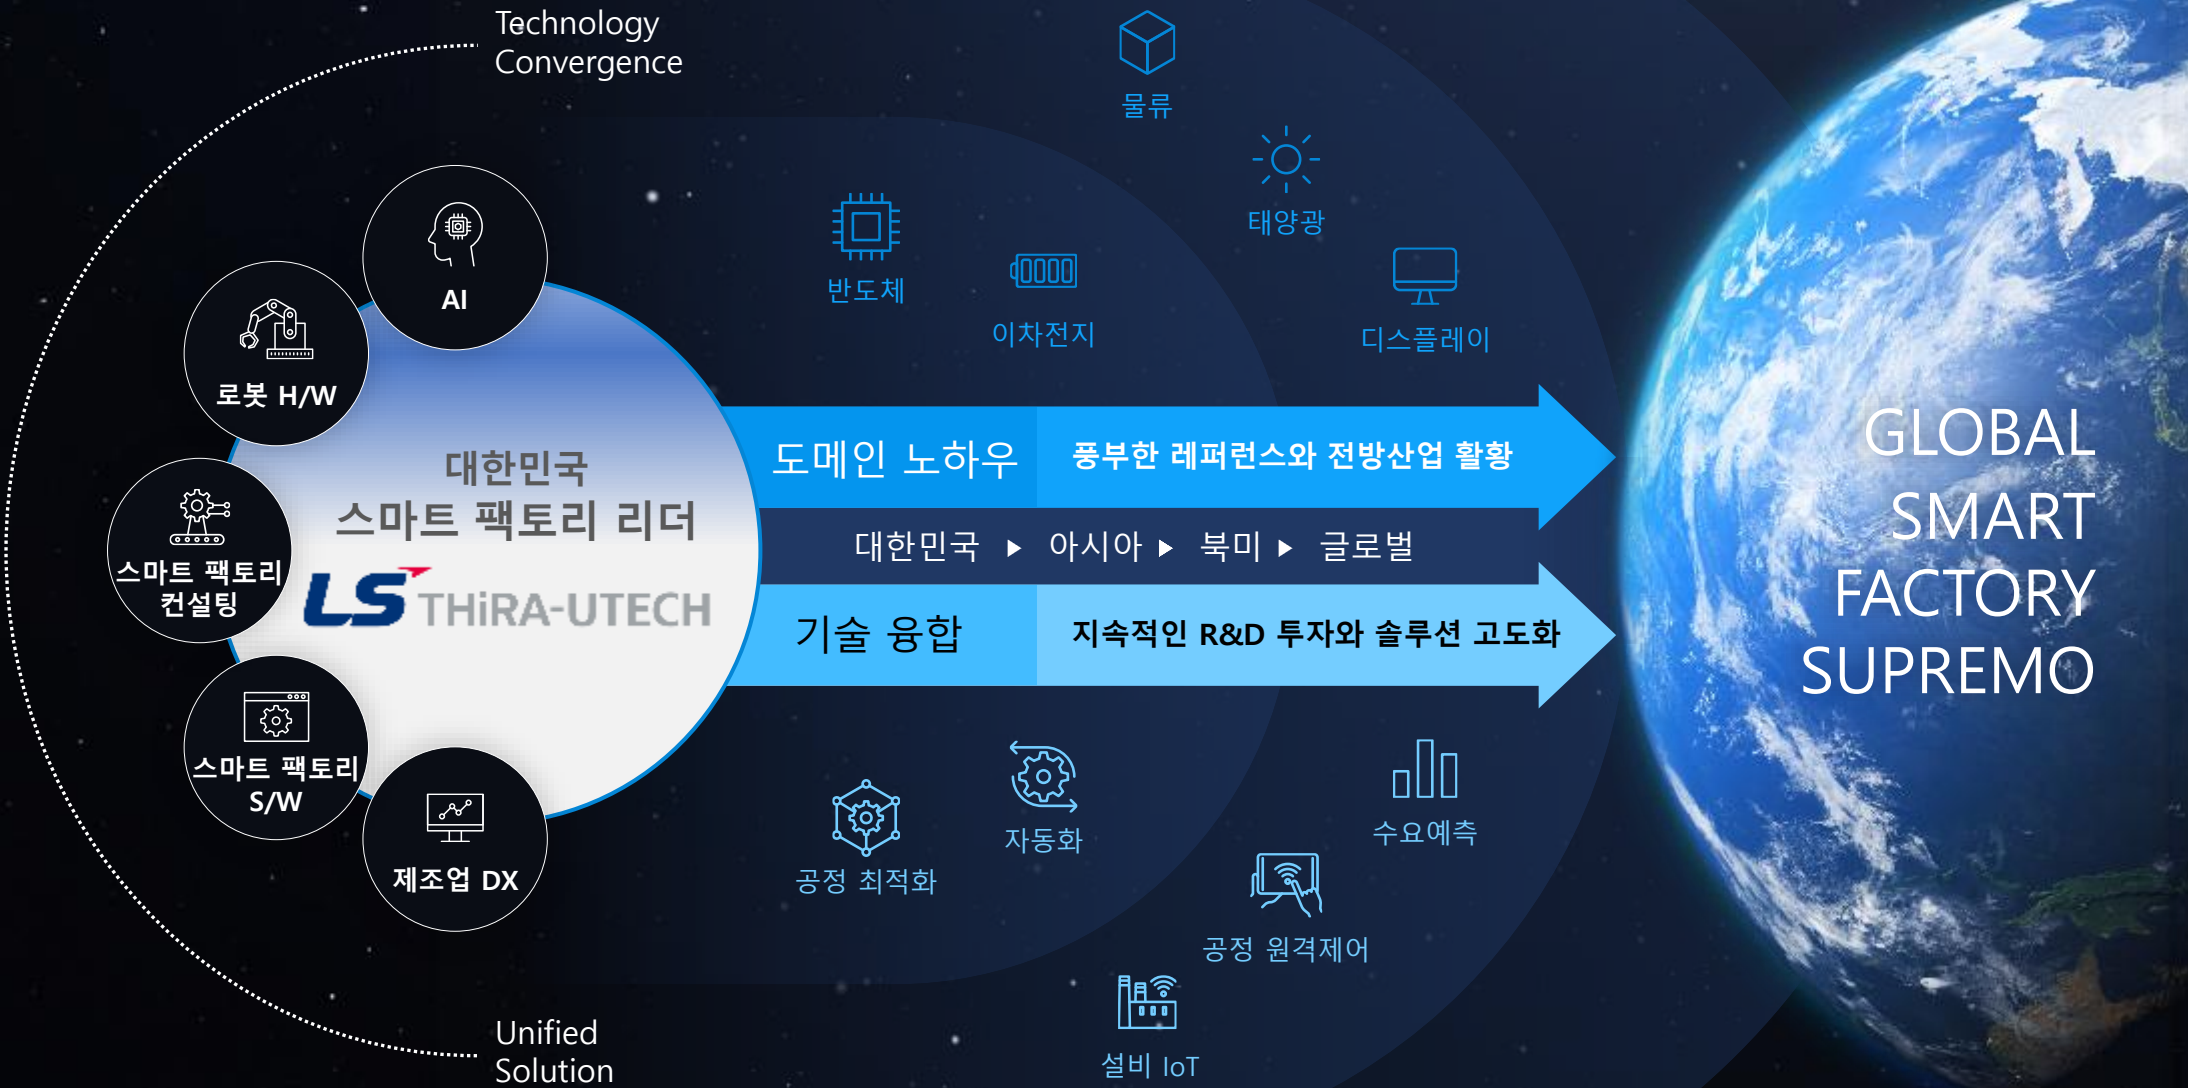 Technology
Convergence
AI
로봇 H/W
스마트 팩토리
컨설팅
스마트 팩토리
S/W
제조업 DX
Unified
Solution
대한민국
스마트 팩토리 리더
LS THiRA-UTECH
물류
태양광
반도체
이차전지
디스플레이
도메인 노하우
풍부한 레퍼런스와 전방산업 활황
대한민국 ▶ 아시아 ▶ 북미 ▶ 글로벌
기술 융합
지속적인 R&D 투자와 솔루션 고도화
공정 최적화
자동화
수요예측
공정 원격제어
설비 IoT
GLOBAL
SMART
FACTORY
SUPREMO